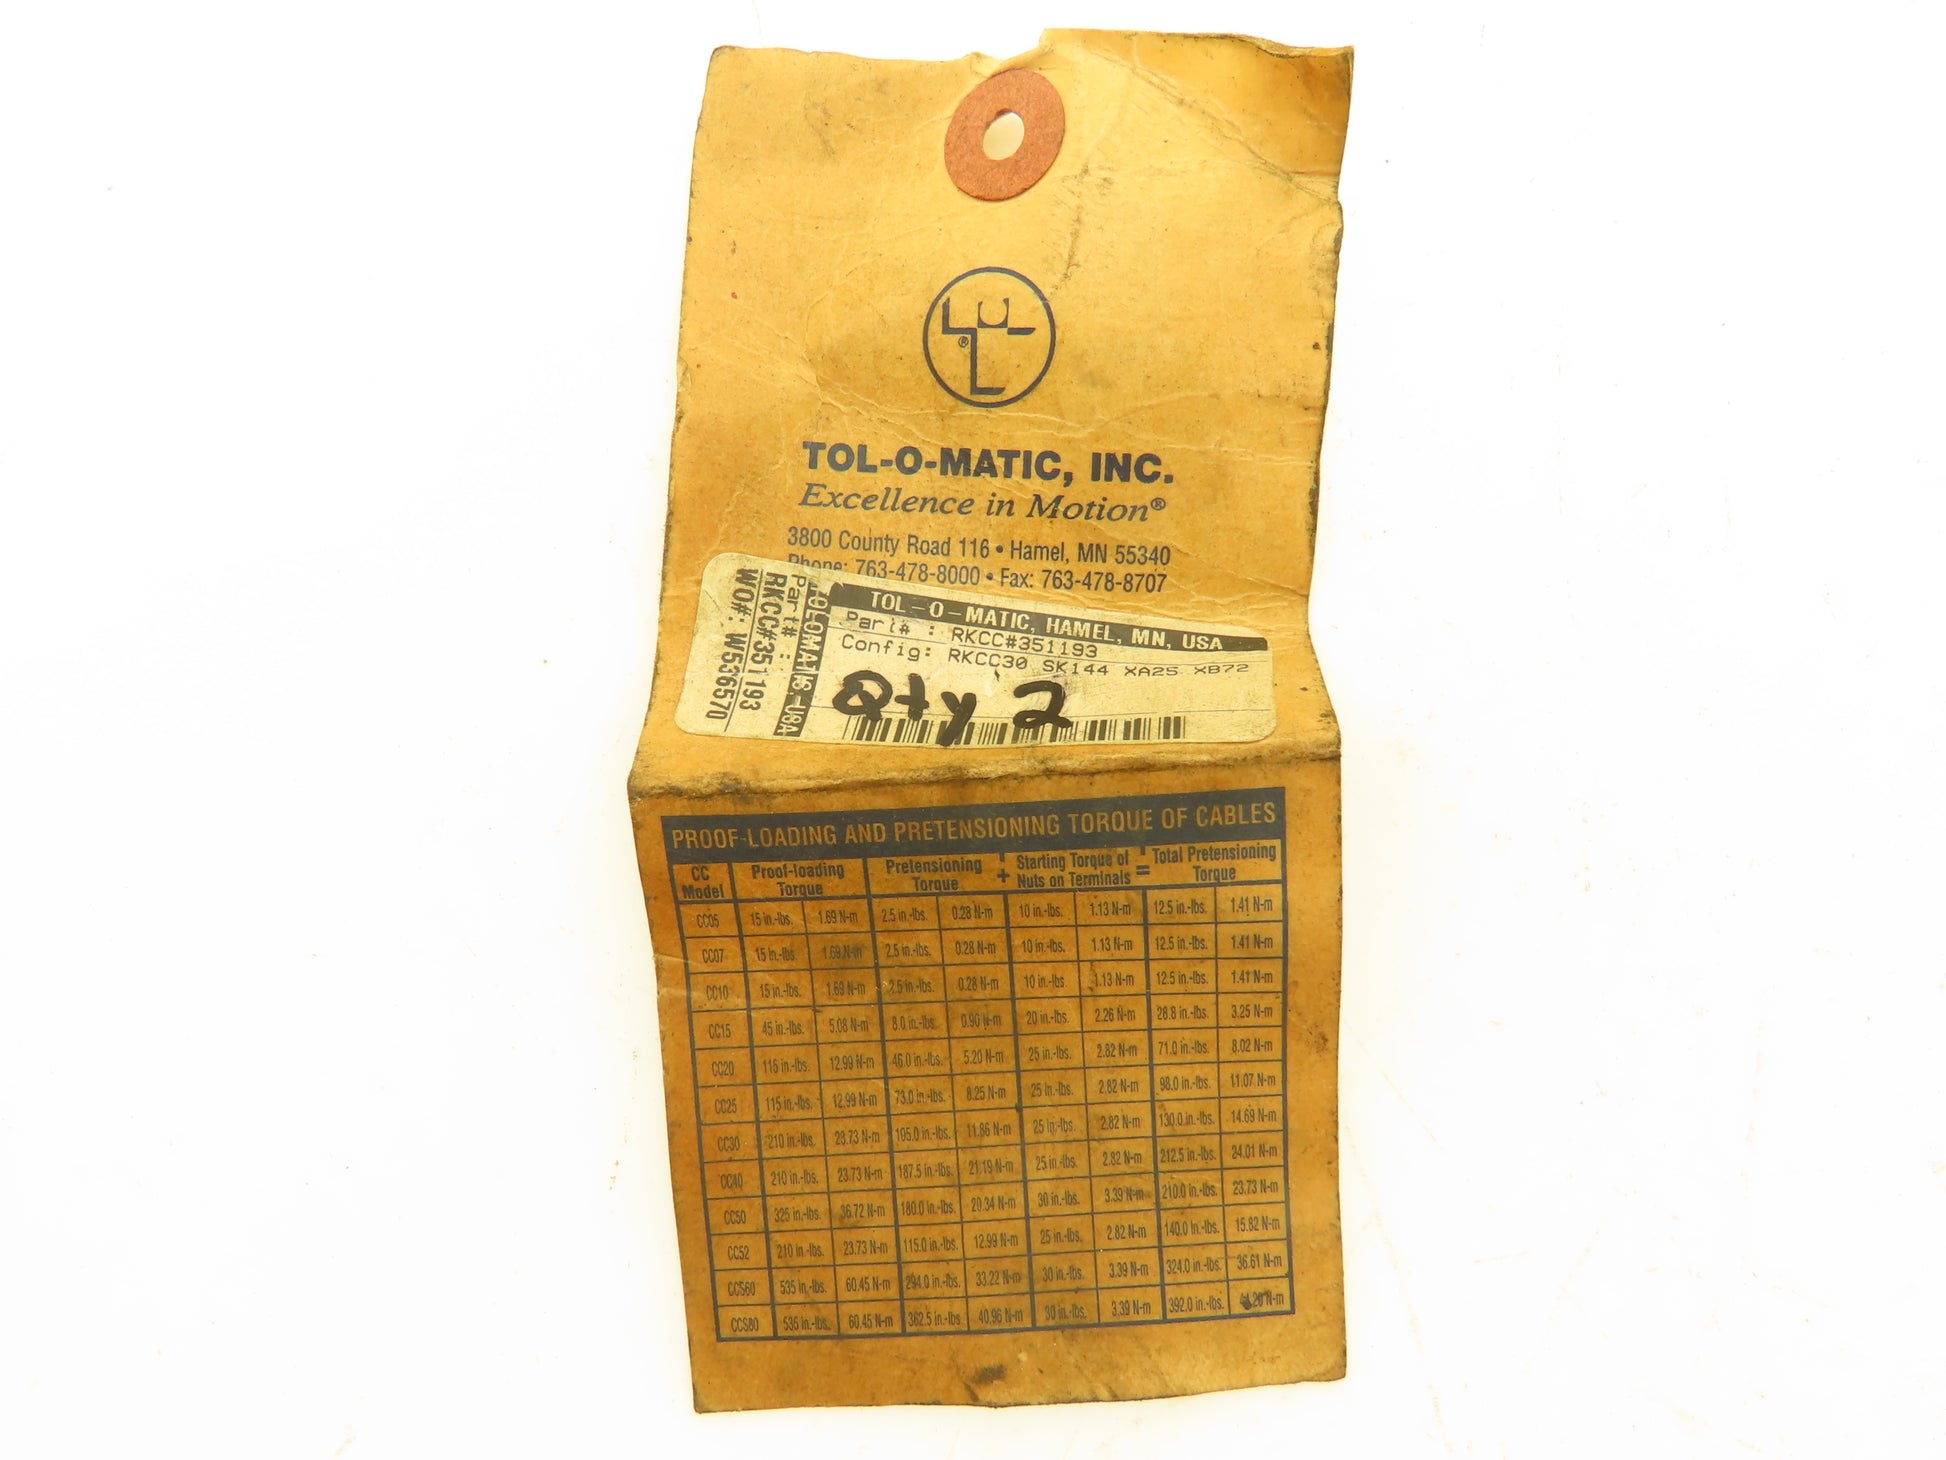 TOL-O-MATIC, INC.
Excellence in Motion®
3800 County Road 116 • Hamel, MN 55340
Phone: 763-478-8000 • Fax: 763-478-8707
TOL-O-MATIC, HAMEL, MN, USA
Part# : RKCC#351193
Config: RKCC30 SK144 XA25 XB72
Qty 2
TOLOMATIC-USA
Part# :
RKCC#351193
WO#: W536570
PROOF-LOADING AND PRETENSIONING TORQUE OF CABLES
CC Model Proof-loading Torque Pretensioning Torque + Starting Torque of Nuts on Terminals = Total Pretensioning Torque
CC05 15 in.-lbs. 1.69 N-m 2.5 in.-lbs. 0.28 N-m 10 in.-lbs. 1.13 N-m 12.5 in.-lbs. 1.41 N-m
CC07 15 in.-lbs. 1.69 N-m 2.5 in.-lbs. 0.28 N-m 10 in.-lbs. 1.13 N-m 12.5 in.-lbs. 1.41 N-m
CC10 15 in.-lbs. 1.69 N-m 2.5 in.-lbs. 0.28 N-m 10 in.-lbs. 1.13 N-m 12.5 in.-lbs. 1.41 N-m
CC15 45 in.-lbs. 5.08 N-m 8.0 in.-lbs. 0.90 N-m 20 in.-lbs. 2.26 N-m 28.8 in.-lbs. 3.25 N-m
CC20 115 in.-lbs. 12.99 N-m 46.0 in.-lbs. 5.20 N-m 25 in.-lbs. 2.82 N-m 71.0 in.-lbs. 8.02 N-m
CC25 115 in.-lbs. 12.99 N-m 73.0 in.-lbs. 8.25 N-m 25 in.-lbs. 2.82 N-m 98.0 in.-lbs. 11.07 N-m
CC30 210 in.-lbs. 23.73 N-m 105.0 in.-lbs. 11.86 N-m 25 in.-lbs. 2.82 N-m 130.0 in.-lbs. 14.69 N-m
CC40 210 in.-lbs. 23.73 N-m 187.5 in.-lbs. 21.19 N-m 25 in.-lbs. 2.82 N-m 212.5 in.-lbs. 24.01 N-m
CC50 325 in.-lbs. 36.72 N-m 180.0 in.-lbs. 20.34 N-m 30 in.-lbs. 3.39 N-m 210.0 in.-lbs. 23.73 N-m
CC52 210 in.-lbs. 23.73 N-m 115.0 in.-lbs. 12.99 N-m 25 in.-lbs. 2.82 N-m 140.0 in.-lbs. 15.82 N-m
CCS60 535 in.-lbs. 60.45 N-m 294.0 in.-lbs. 33.22 N-m 30 in.-lbs. 3.39 N-m 324.0 in.-lbs. 36.61 N-m
CCS80 535 in.-lbs. 60.45 N-m 362.5 in.-lbs. 40.96 N-m 30 in.-lbs. 3.39 N-m 392.0 in.-lbs. N-m